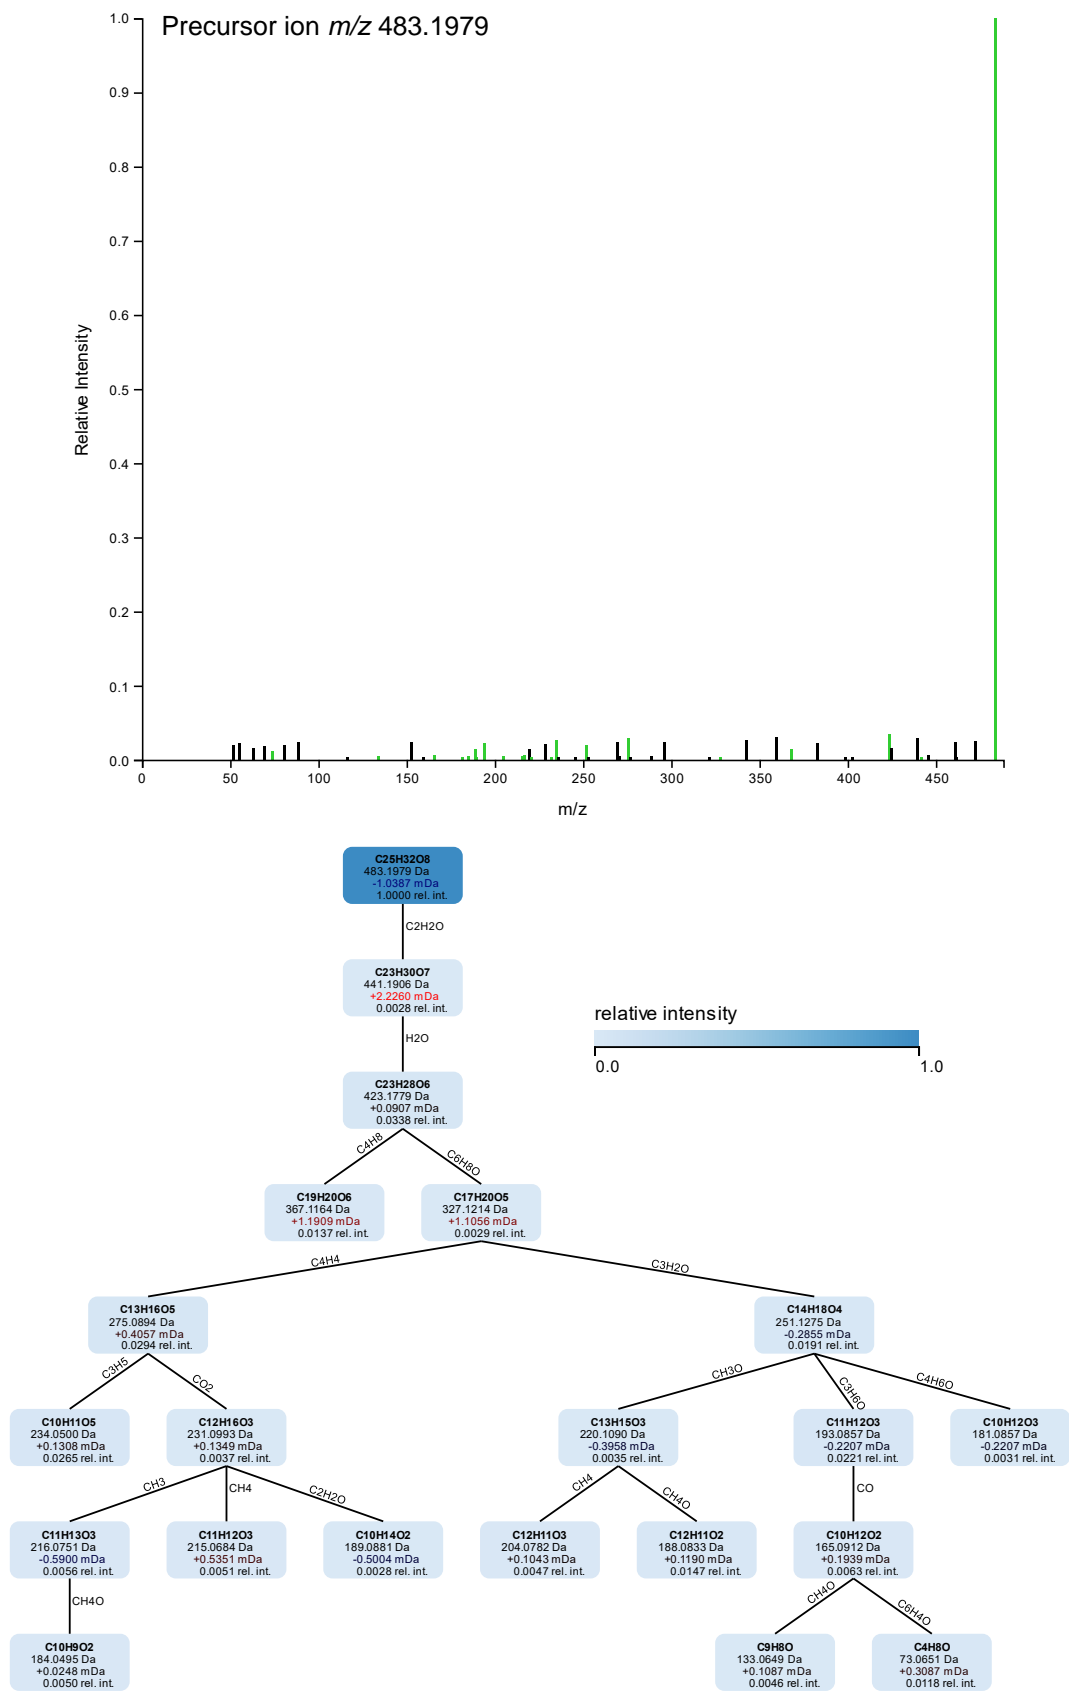 Precursor ion m/z 483.1979
1.0
0.9
0.8
0.7
0.6
0.5
0.4
0.3
0.2
0.1
0.0
Relative Intensity
0 50 100 150 200 250 300 350 400 450
m/z
C25H32O8
483.1979 Da
-1.0387 mDa
1.0000 rel. int.
C2H2O
C23H30O7
441.1906 Da
+2.2260 mDa
0.0028 rel. int.
relative intensity
0.0 1.0
H2O
C23H28O6
423.1779 Da
+0.0907 mDa
0.0338 rel. int.
C4H8 C6H8O
C19H20O6 C17H20O5
367.1164 Da 327.1214 Da
+1.1909 mDa +1.1056 mDa
0.0137 rel. int. 0.0029 rel. int.
C4H4 C3H2O
C13H16O5 C14H18O4
275.0894 Da 251.1275 Da
+0.4057 mDa -0.2855 mDa
0.0294 rel. int. 0.0191 rel. int.
C3H5 CO2 CH3O C3H6O C4H6O
C10H11O5 C12H16O3 C13H15O3 C11H12O3 C10H12O3
234.0500 Da 231.0993 Da 220.1090 Da 193.0857 Da 181.0857 Da
+0.1308 mDa +0.1349 mDa -0.3958 mDa -0.2207 mDa -0.2207 mDa
0.0265 rel. int. 0.0037 rel. int. 0.0035 rel. int. 0.0221 rel. int. 0.0031 rel. int.
CH3 CH4 C2H2O CH4 CH4O CO
C11H13O3 C11H12O3 C10H14O2 C12H11O3 C12H11O2 C10H12O2
216.0751 Da 215.0684 Da 189.0881 Da 204.0782 Da 188.0833 Da 165.0912 Da
-0.5900 mDa +0.5351 mDa -0.5004 mDa +0.1043 mDa +0.1190 mDa +0.1939 mDa
0.0056 rel. int. 0.0051 rel. int. 0.0028 rel. int. 0.0047 rel. int. 0.0147 rel. int. 0.0063 rel. int.
CH4O CH4O C6H4O
C10H9O2 C9H8O C4H8O
184.0495 Da 133.0649 Da 73.0651 Da
+0.0248 mDa +0.1087 mDa +0.3087 mDa
0.0050 rel. int. 0.0046 rel. int. 0.0118 rel. int.